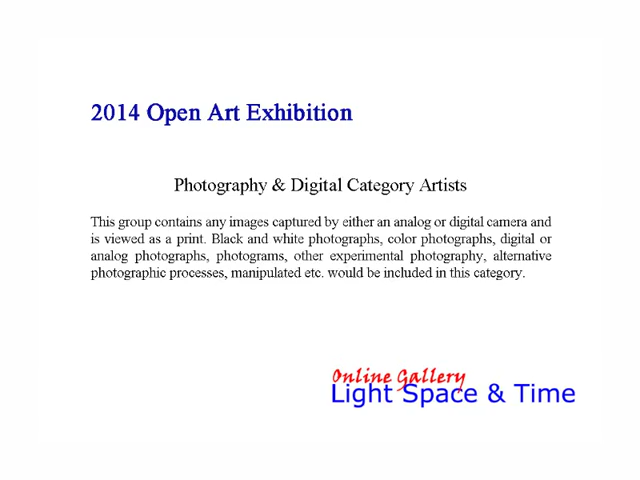 2014 Open Art Exhibition
Photography & Digital Category Artists
This group contains any images captured by either an analog or digital camera and
is viewed as a print. Black and white photographs, color photographs, digital or
analog photographs, photograms, other experimental photography, alternative
photographic processes, manipulated etc. would be included in this category.
Online Gallery
Light Space & Time